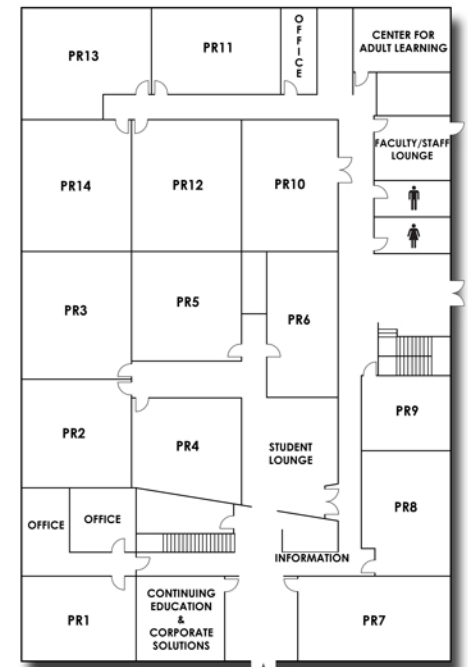 PR13
PR11
O
F
F
I
C
E
CENTER FOR
ADULT LEARNING
FACULTY/STAFF
LOUNGE
PR14
PR12
PR10
PR3
PR5
PR6
PR9
PR2
PR4
STUDENT
LOUNGE
PR8
OFFICE
OFFICE
INFORMATION
PR1
CONTINUING
EDUCATION
&
CORPORATE
SOLUTIONS
PR7